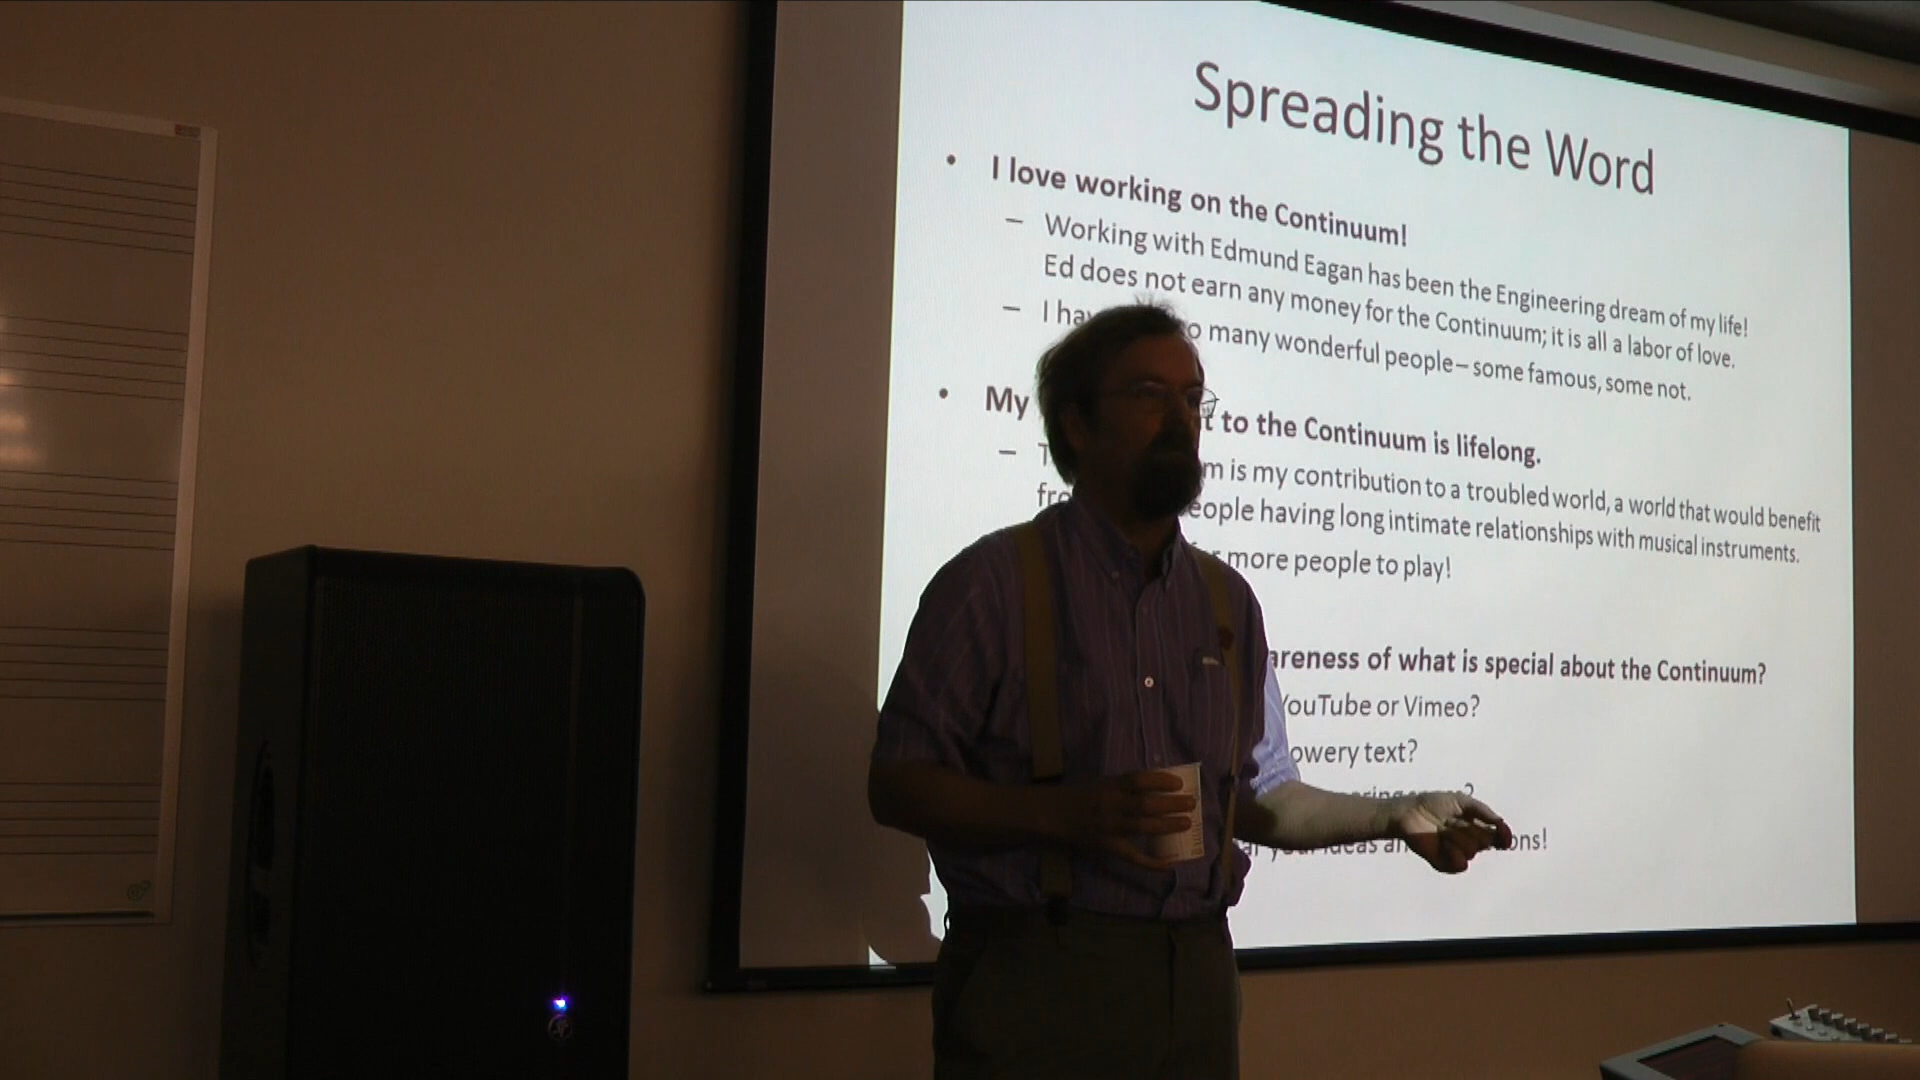 Spreading the Word
• I love working on the Continuum!
– Working with Edmund Eagan has been the Engineering dream of my life!
Ed does not earn any money for the Continuum; it is all a labor of love.
– I many wonderful people – some famous, some not.
• My to the Continuum is lifelong.
– is my contribution to a troubled world, a world that would benefit
having long intimate relationships with musical instruments.
more people to play!
of what is special about the Continuum?
YouTube or Vimeo?
text?